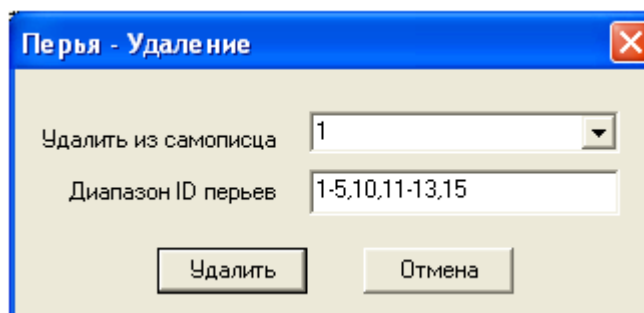 Перья - Удаление
Удалить из самописца 1
Диапазон ID перьев 1-5,10,11-13,15
Удалить Отмена